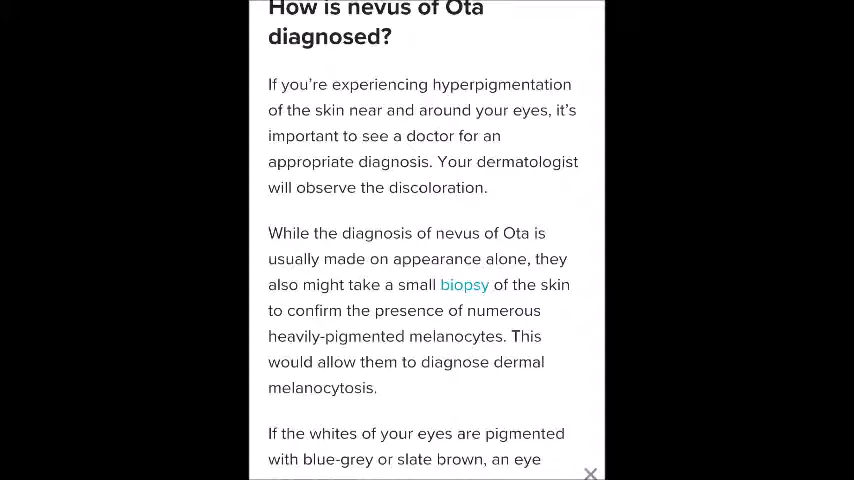 How is nevus of Ota
diagnosed?
If you’re experiencing hyperpigmentation
of the skin near and around your eyes, it’s
important to see a doctor for an
appropriate diagnosis. Your dermatologist
will observe the discoloration.
While the diagnosis of nevus of Ota is
usually made on appearance alone, they
also might take a small biopsy of the skin
to confirm the presence of numerous
heavily-pigmented melanocytes. This
would allow them to diagnose dermal
melanocytosis.
If the whites of your eyes are pigmented
with blue-grey or slate brown, an eye